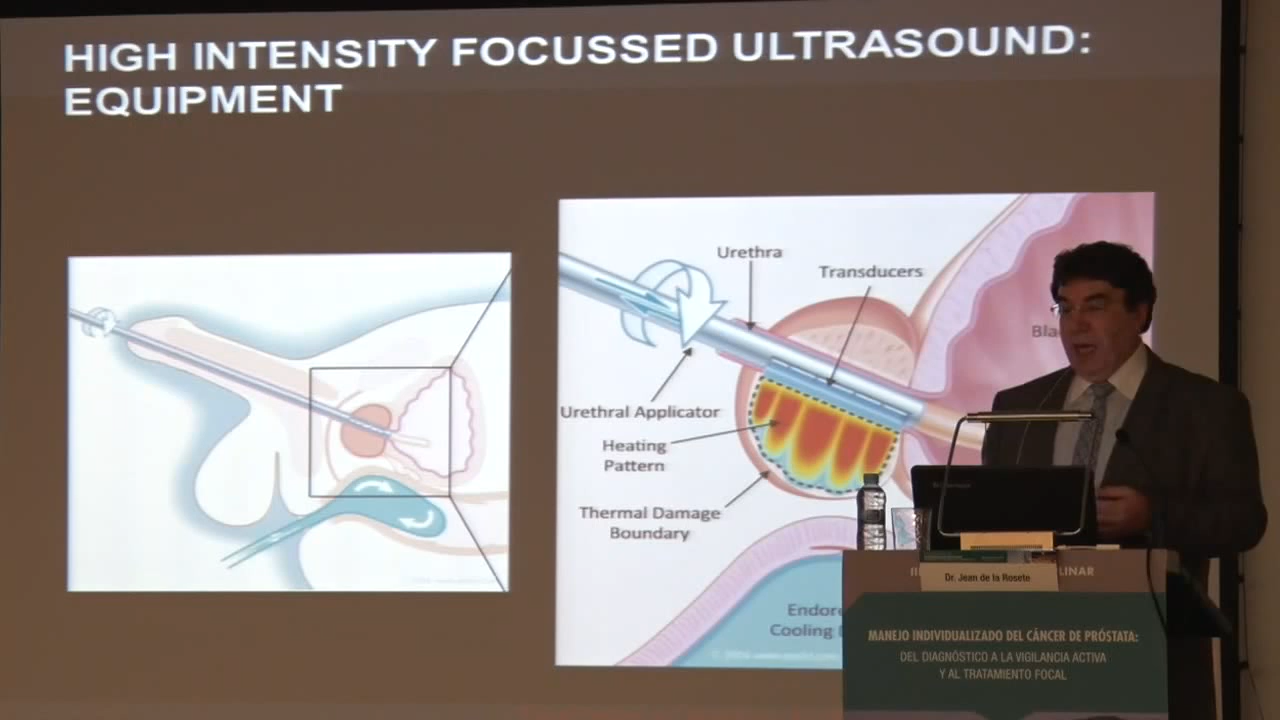 HIGH INTENSITY FOCUSSED ULTRASOUND:
EQUIPMENT
Urethra
Transducers
Urethral Applicator
Heating
Pattern
Thermal Damage
Boundary
Cooling
Dr. Jean de la Rosete
MANEJO INDIVIDUALIZADO DEL CÁNCER DE PRÓSTATA:
DEL DIAGNÓSTICO A LA VIGILANCIA ACTIVA
Y AL TRATAMIENTO FOCAL